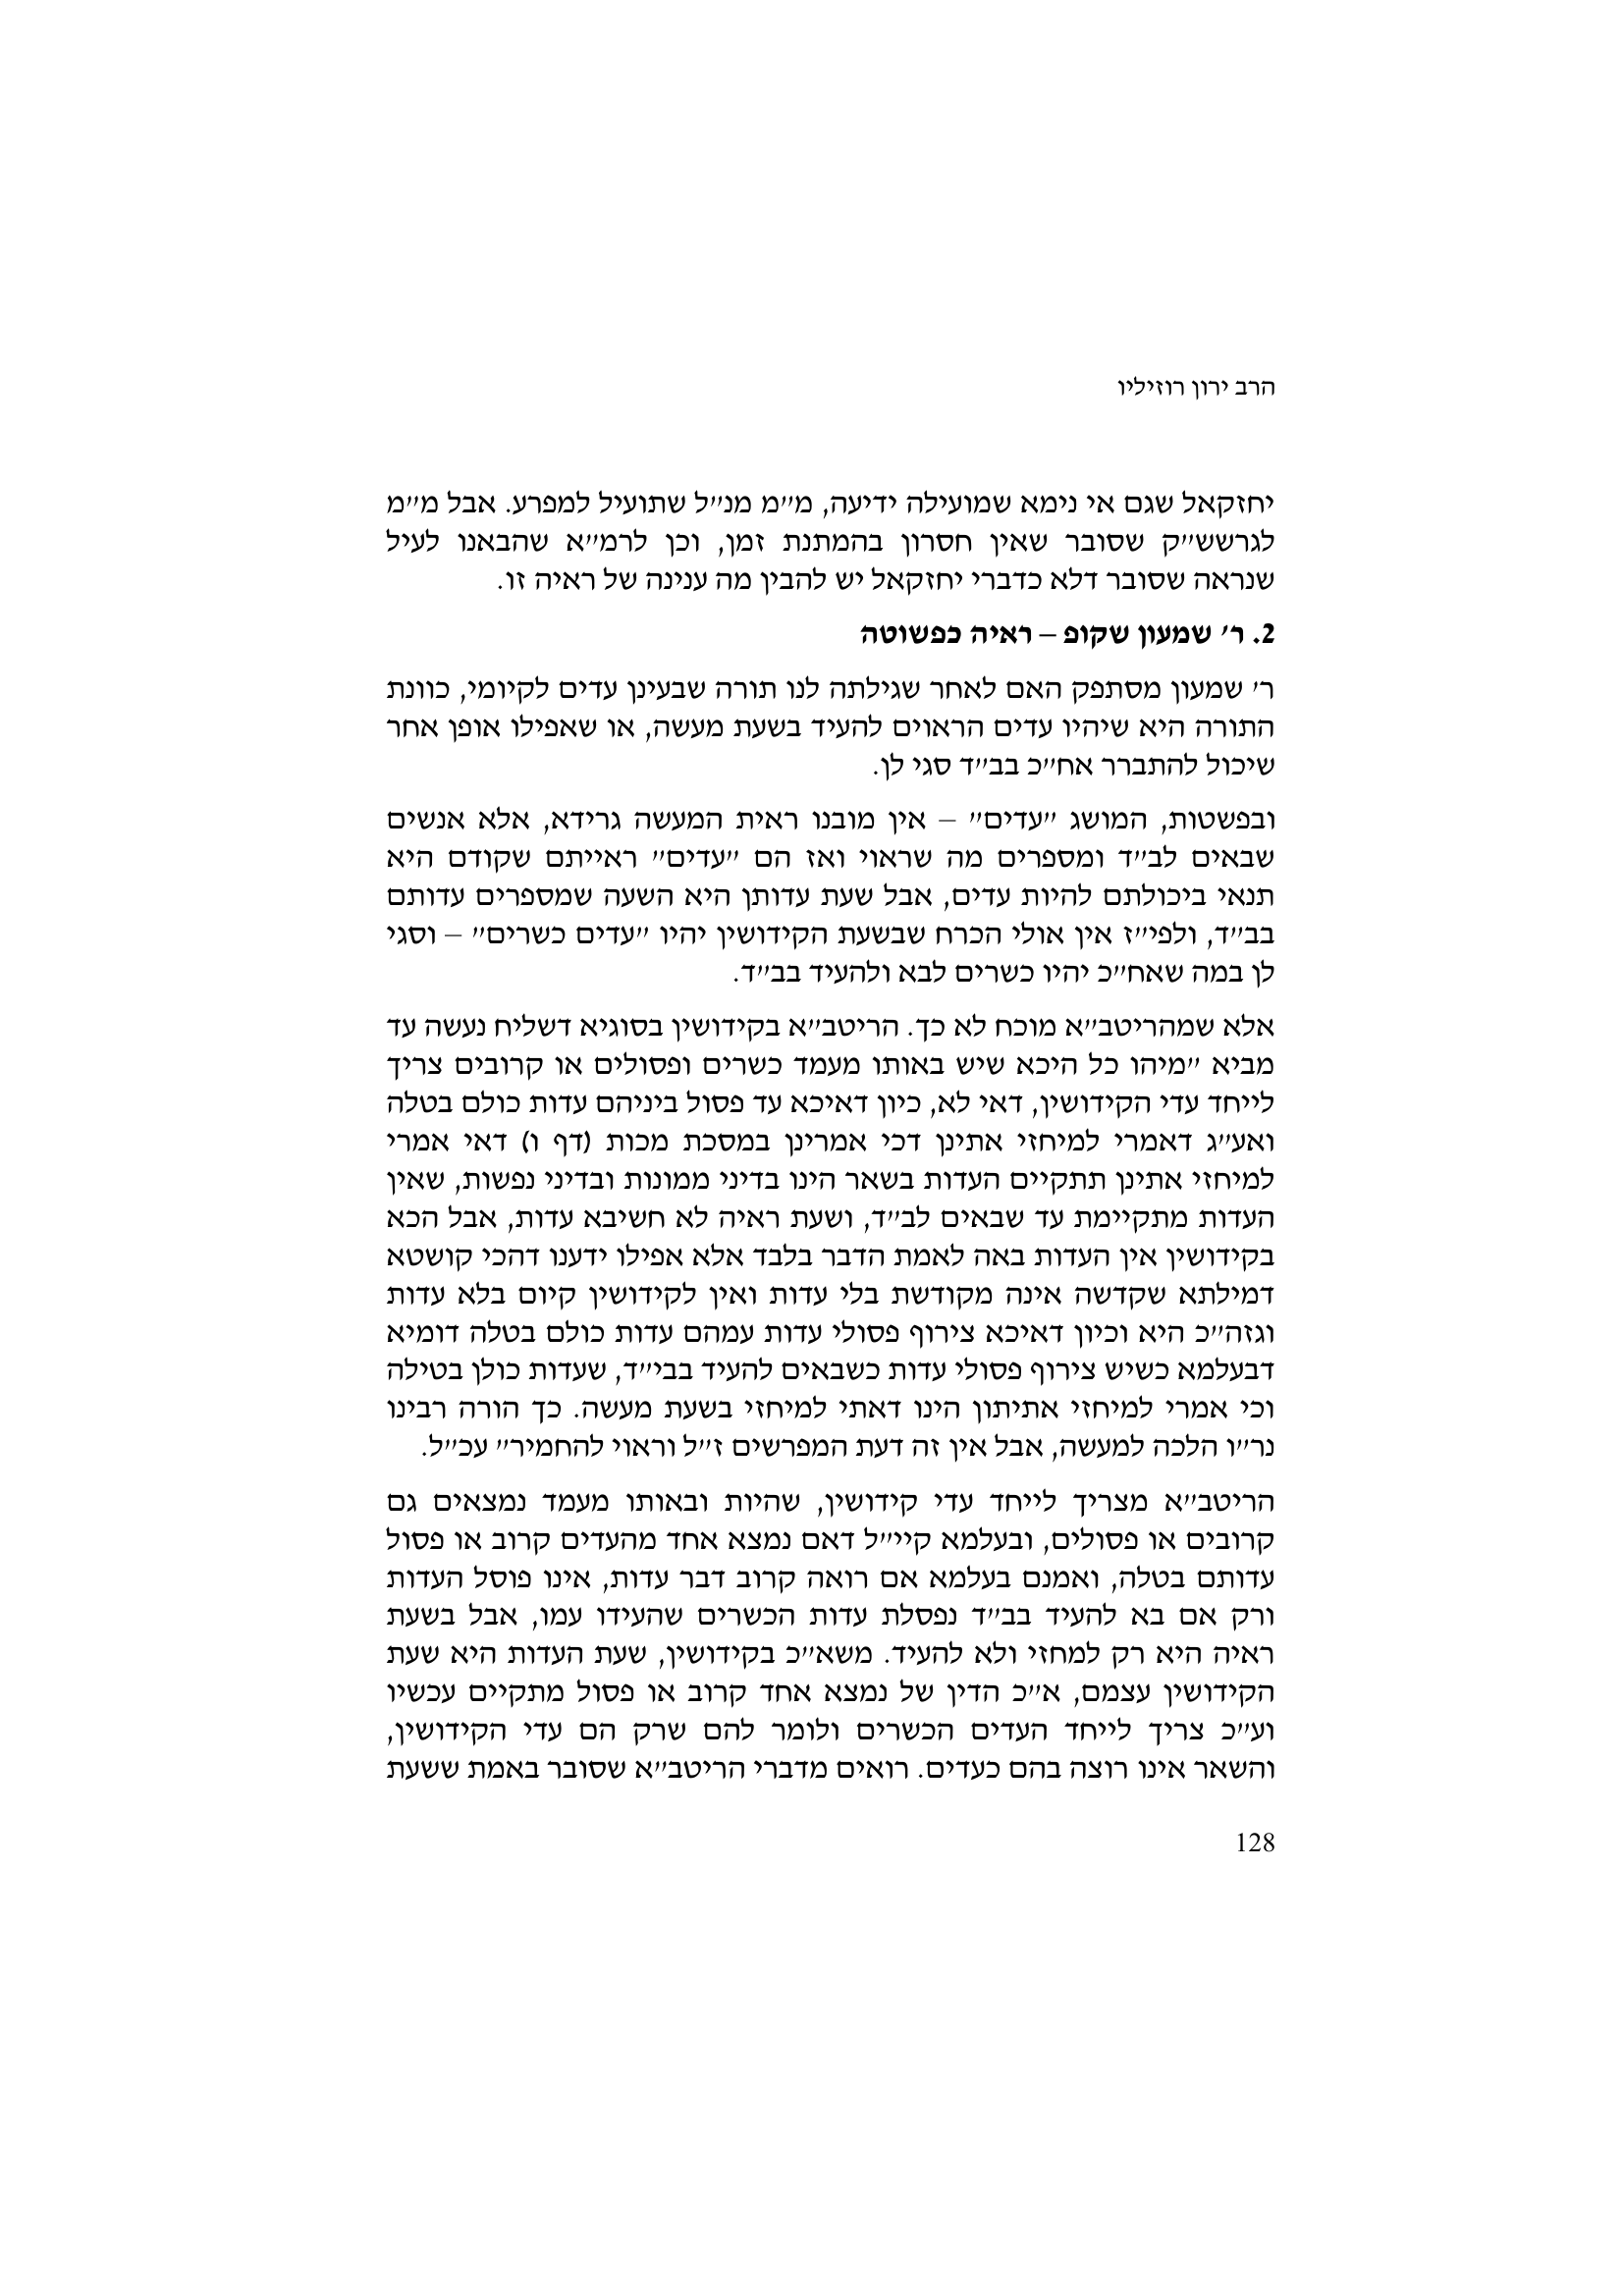 הרב ירון רוזיליו
יחזקאל שגם אי נימא שמועילה ידיעה, מ״מ מנ״ל שתועיל למפרע. אבל מ״מ
לגרשש״ק שסובר שאין חסרון בהמתנת זמן, וכן לרמ״א שהבאנו לעיל
שנראה שסובר דלא כדברי יחזקאל יש להבין מה ענינה של ראיה זו.
2. ר׳ שמעון שקופ – ראיה כפשוטה
ר׳ שמעון מסתפק האם לאחר שגילתה לנו תורה שבעינן עדים לקיומי, כוונת
התורה היא שיהיו עדים הראוים להעיד בשעת מעשה, או שאפילו אופן אחר
שיכול להתברר אח״כ בב״ד סגי לן.
ובפשטות, המושג ״עדים״ – אין מובנו ראית המעשה גרידא, אלא אנשים
שבאים לב״ד ומספרים מה שראוי ואז הם ״עדים״ ראייתם שקודם היא
תנאי ביכולתם להיות עדים, אבל שעת עדותן היא השעה שמספרים עדותם
בב״ד, ולפי״ז אין אולי הכרח שבשעת הקידושין יהיו ״עדים כשרים״ – וסגי
לן במה שאח״כ יהיו כשרים לבא ולהעיד בב״ד.
אלא שמהריטב״א מוכח לא כך. הריטב״א בקידושין בסוגיא דשליח נעשה עד
מביא ״מיהו כל היכא שיש באותו מעמד כשרים ופסולים או קרובים צריך
לייחד עדי הקידושין, דאי לא, כיון דאיכא עד פסול ביניהם עדות כולם בטלה
ואע״ג דאמרי למיחזי אתינן דכי אמרינן במסכת מכות (דף ו) דאי אמרי
למיחזי אתינן תתקיים העדות בשאר הינו בדיני ממונות ובדיני נפשות, שאין
העדות מתקיימת עד שבאים לב״ד, ושעת ראיה לא חשיבא עדות, אבל הכא
בקידושין אין העדות באה לאמת הדבר בלבד אלא אפילו ידענו דהכי קושטא
דמילתא שקדשה אינה מקודשת בלי עדות ואין לקידושין קיום בלא עדות
וגזה״כ היא וכיון דאיכא צירוף פסולי עדות עמהם עדות כולם בטלה דומיא
דבעלמא כשיש צירוף פסולי עדות כשבאים להעיד בבי״ד, שעדות כולן בטילה
וכי אמרי למיחזי אתיתון הינו דאתי למיחזי בשעת מעשה. כך הורה רבינו
נר״ו הלכה למעשה, אבל אין זה דעת המפרשים ז״ל וראוי להחמיר״ עכ״ל.
הריטב״א מצריך לייחד עדי קידושין, שהיות ובאותו מעמד נמצאים גם
קרובים או פסולים, ובעלמא קיי״ל דאם נמצא אחד מהעדים קרוב או פסול
עדותם בטלה, ואמנם בעלמא אם רואה קרוב דבר עדות, אינו פוסל העדות
ורק אם בא להעיד בב״ד נפסלת עדות הכשרים שהעידו עמו, אבל בשעת
ראיה היא רק למחזי ולא להעיד. משא״כ בקידושין, שעת העדות היא שעת
הקידושין עצמם, א״כ הדין של נמצא אחד קרוב או פסול מתקיים עכשיו
וע״כ צריך לייחד העדים הכשרים ולומר להם שרק הם עדי הקידושין,
והשאר אינו רוצה בהם כעדים. רואים מדברי הריטב״א שסובר באמת ששעת
128